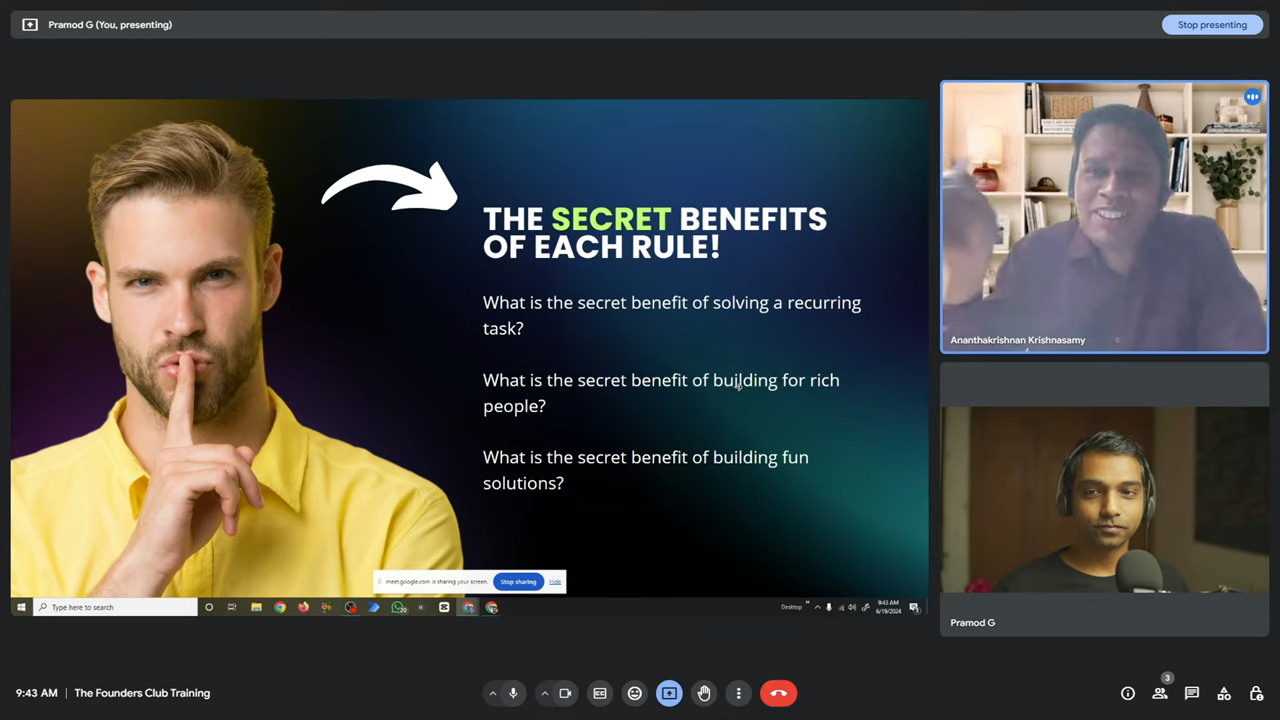 Pramod G (You, presenting)
Stop presenting
THE SECRET BENEFITS
OF EACH RULE!
What is the secret benefit of solving a recurring
task?
What is the secret benefit of building for rich
people?
What is the secret benefit of building fun
solutions?
meet.google.com is sharing your screen.
Stop sharing
Hide
Type here to search
Desktop
9:43 AM
6/19/2024
Ananthakrishnan Krishnasamy
Pramod G
9:43 AM | The Founders Club Training
3